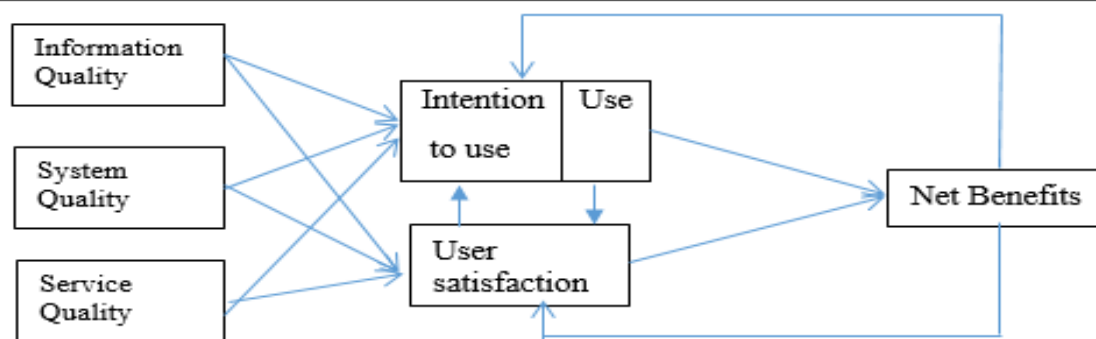 Information
Quality
System
Quality
Service
Quality
Intention
to use
Use
User
satisfaction
Net Benefits